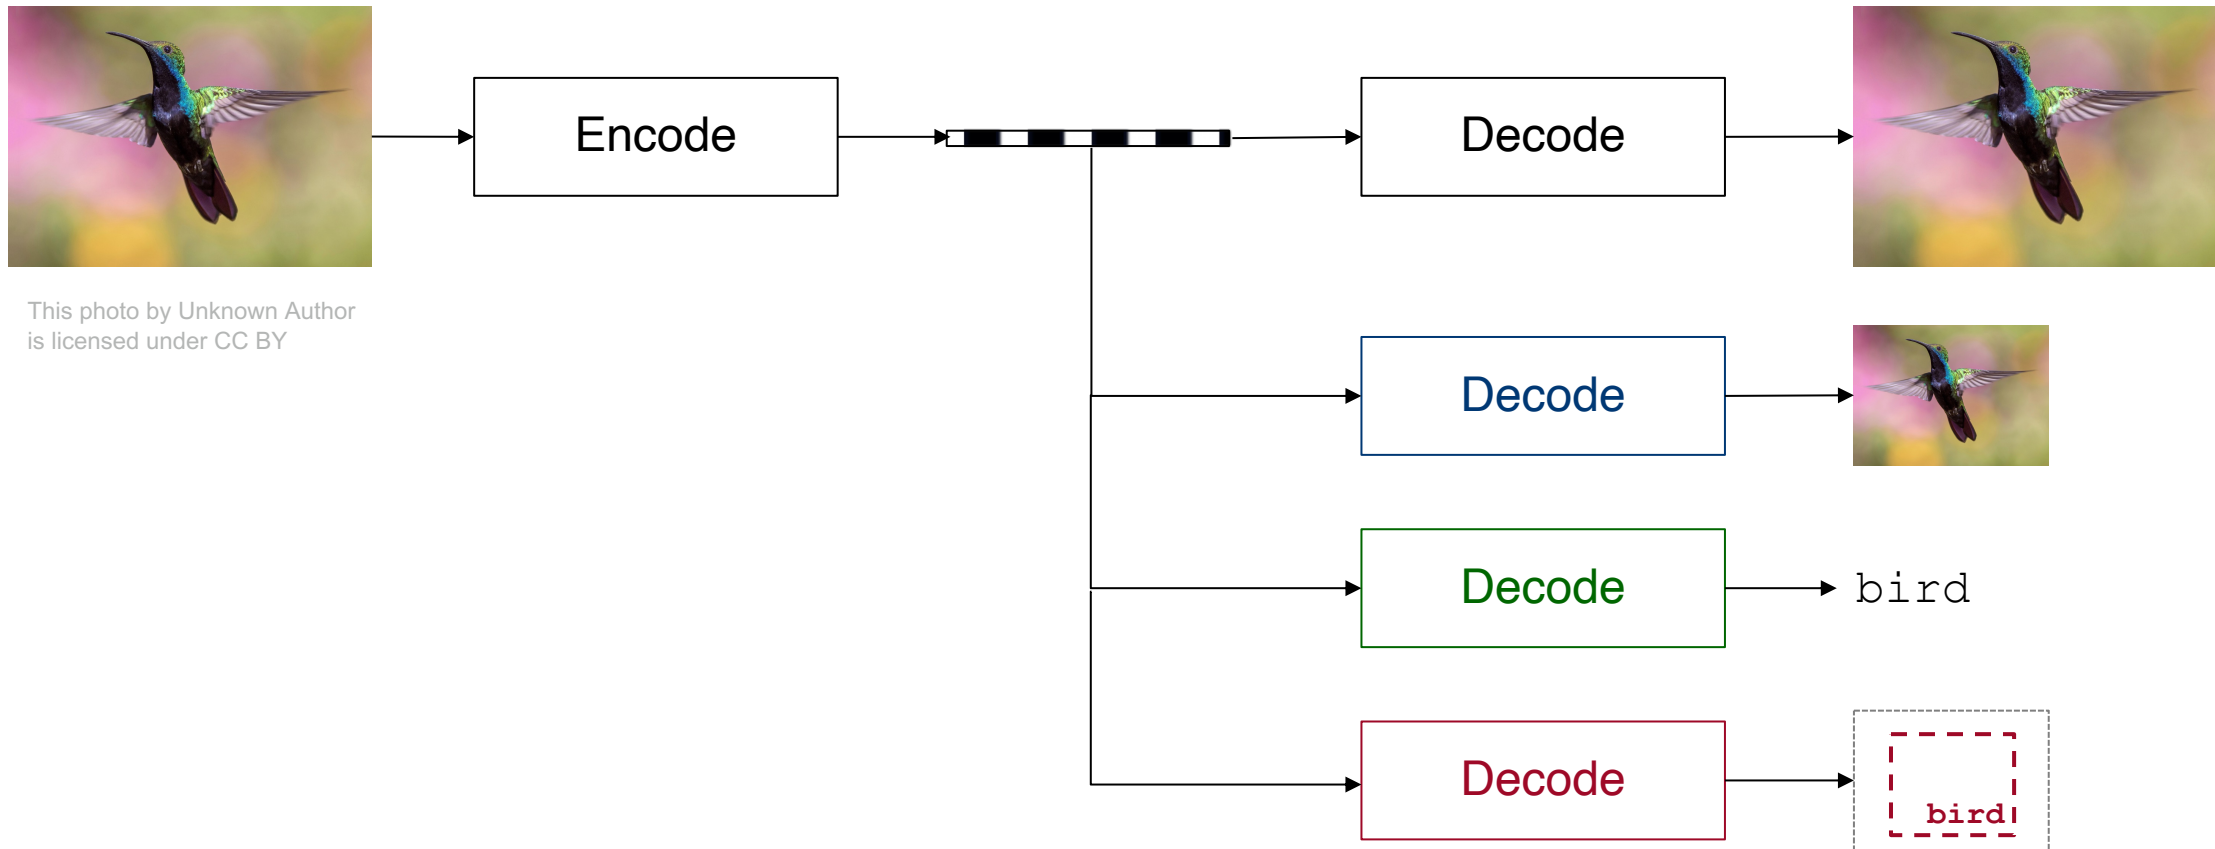 Encode
Decode
This photo by Unknown Author
is licensed under CC BY
Decode
Decode
bird
Decode
bird